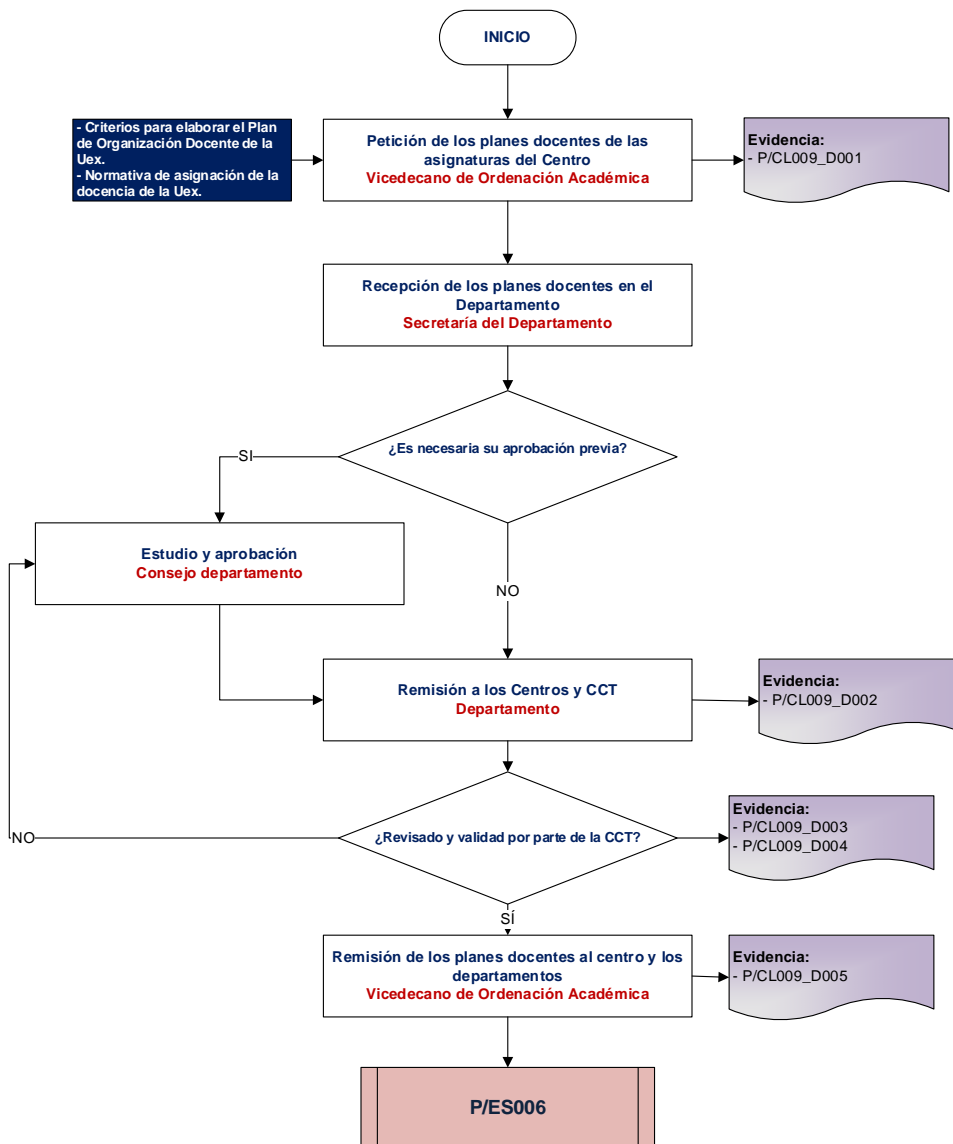 INICIO
- Criterios para elaborar el Plan
de Organización Docente de la
Uex.
- Normativa de asignación de la
docencia de la Uex.
Petición de los planes docentes de las
asignaturas del Centro
Vicedecano de Ordenación Académica
Evidencia:
- P/CL009_D001
Recepción de los planes docentes en el
Departamento
Secretaría del Departamento
¿Es necesaria su aprobación previa?
SI
Estudio y aprobación
Consejo departamento
NO
Remisión a los Centros y CCT
Departamento
Evidencia:
- P/CL009_D002
NO
¿Revisado y validad por parte de la CCT?
Evidencia:
- P/CL009_D003
- P/CL009_D004
SÍ
Remisión de los planes docentes al centro y los
departamentos
Vicedecano de Ordenación Académica
Evidencia:
- P/CL009_D005
P/ES006